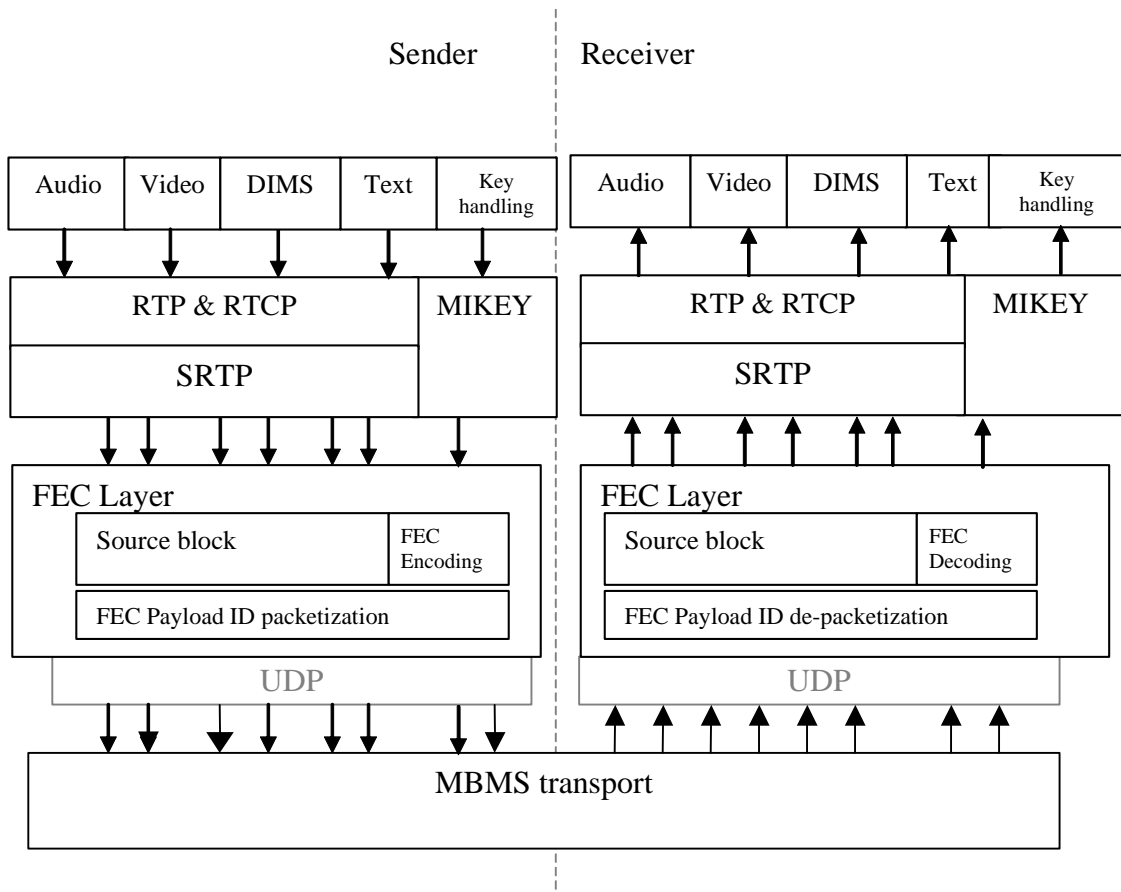 Sender
Receiver
Audio
Video
DIMS
Text
Key
handling
Audio
Video
DIMS
Text
Key
handling
RTP & RTCP
MIKEY
SRTP
RTP & RTCP
MIKEY
SRTP
FEC Layer
Source block
FEC
Encoding
FEC Payload ID packetization
FEC Layer
Source block
FEC
Decoding
FEC Payload ID de-packetization
UDP
UDP
MBMS transport